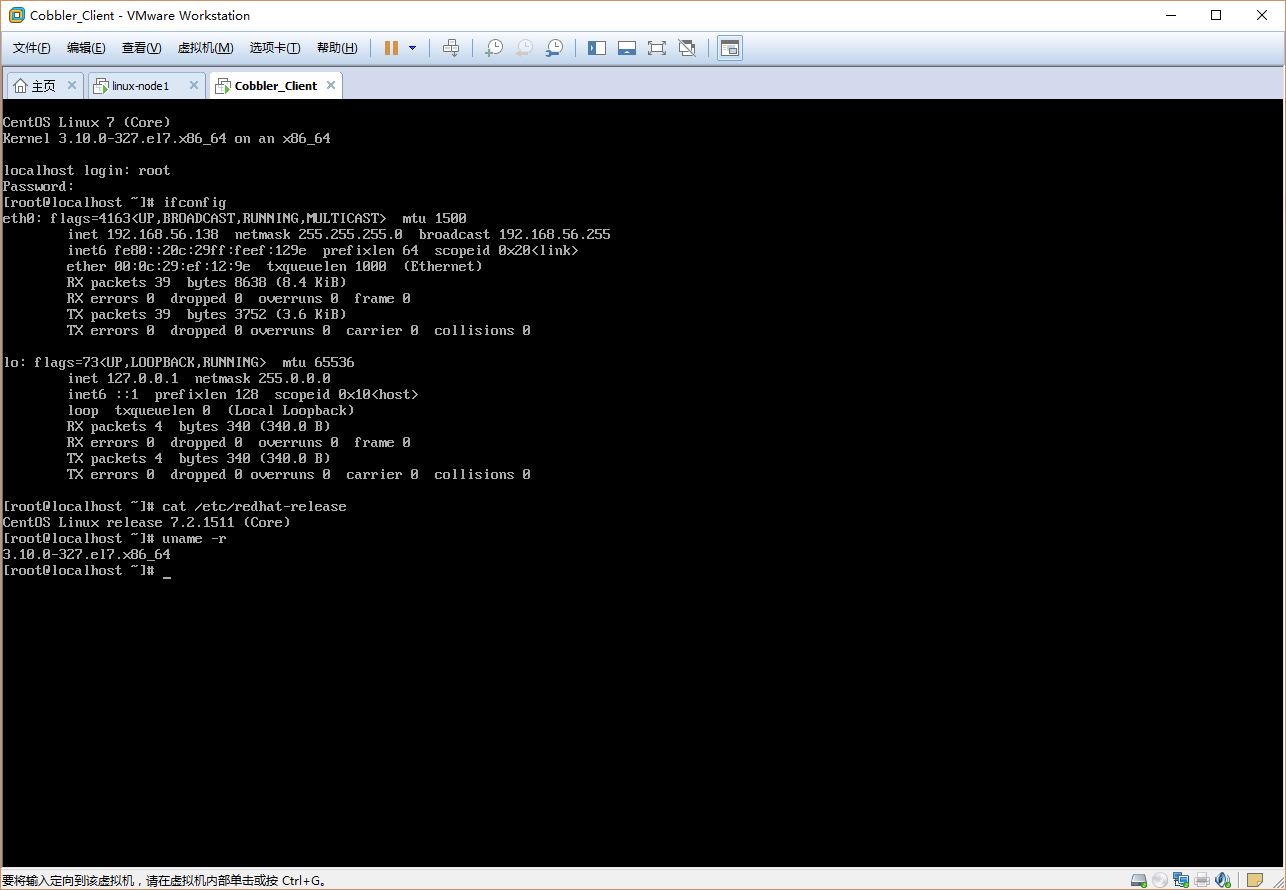 Cobbler_Client - VMware Workstation
文件(F) 编辑(E) 查看(V) 虚拟机(M) 选项卡(T) 帮助(H)
主页 linux-node1 Cobbler_Client
CentOS Linux 7 (Core)
Kernel 3.10.0-327.el7.x86_64 on an x86_64
localhost login: root
Password:
[root@localhost ~]# ifconfig
eth0: flags=4163<UP,BROADCAST,RUNNING,MULTICAST>  mtu 1500
        inet 192.168.56.138  netmask 255.255.255.0  broadcast 192.168.56.255
        inet6 fe80::20c:29ff:feef:129e  prefixlen 64  scopeid 0x20<link>
        ether 00:0c:29:ef:12:9e  txqueuelen 1000  (Ethernet)
        RX packets 39  bytes 8638 (8.4 KiB)
        RX errors 0  dropped 0  overruns 0  frame 0
        TX packets 39  bytes 3752 (3.6 KiB)
        TX errors 0  dropped 0 overruns 0  carrier 0  collisions 0
lo: flags=73<UP,LOOPBACK,RUNNING>  mtu 65536
        inet 127.0.0.1  netmask 255.0.0.0
        inet6 ::1  prefixlen 128  scopeid 0x10<host>
        loop  txqueuelen 0  (Local Loopback)
        RX packets 4  bytes 340 (340.0 B)
        RX errors 0  dropped 0  overruns 0  frame 0
        TX packets 4  bytes 340 (340.0 B)
        TX errors 0  dropped 0 overruns 0  carrier 0  collisions 0
[root@localhost ~]# cat /etc/redhat-release
CentOS Linux release 7.2.1511 (Core)
[root@localhost ~]# uname -r
3.10.0-327.el7.x86_64
[root@localhost ~]# _
要将输入定向到该虚拟机，请在虚拟机内部单击或按 Ctrl+G。